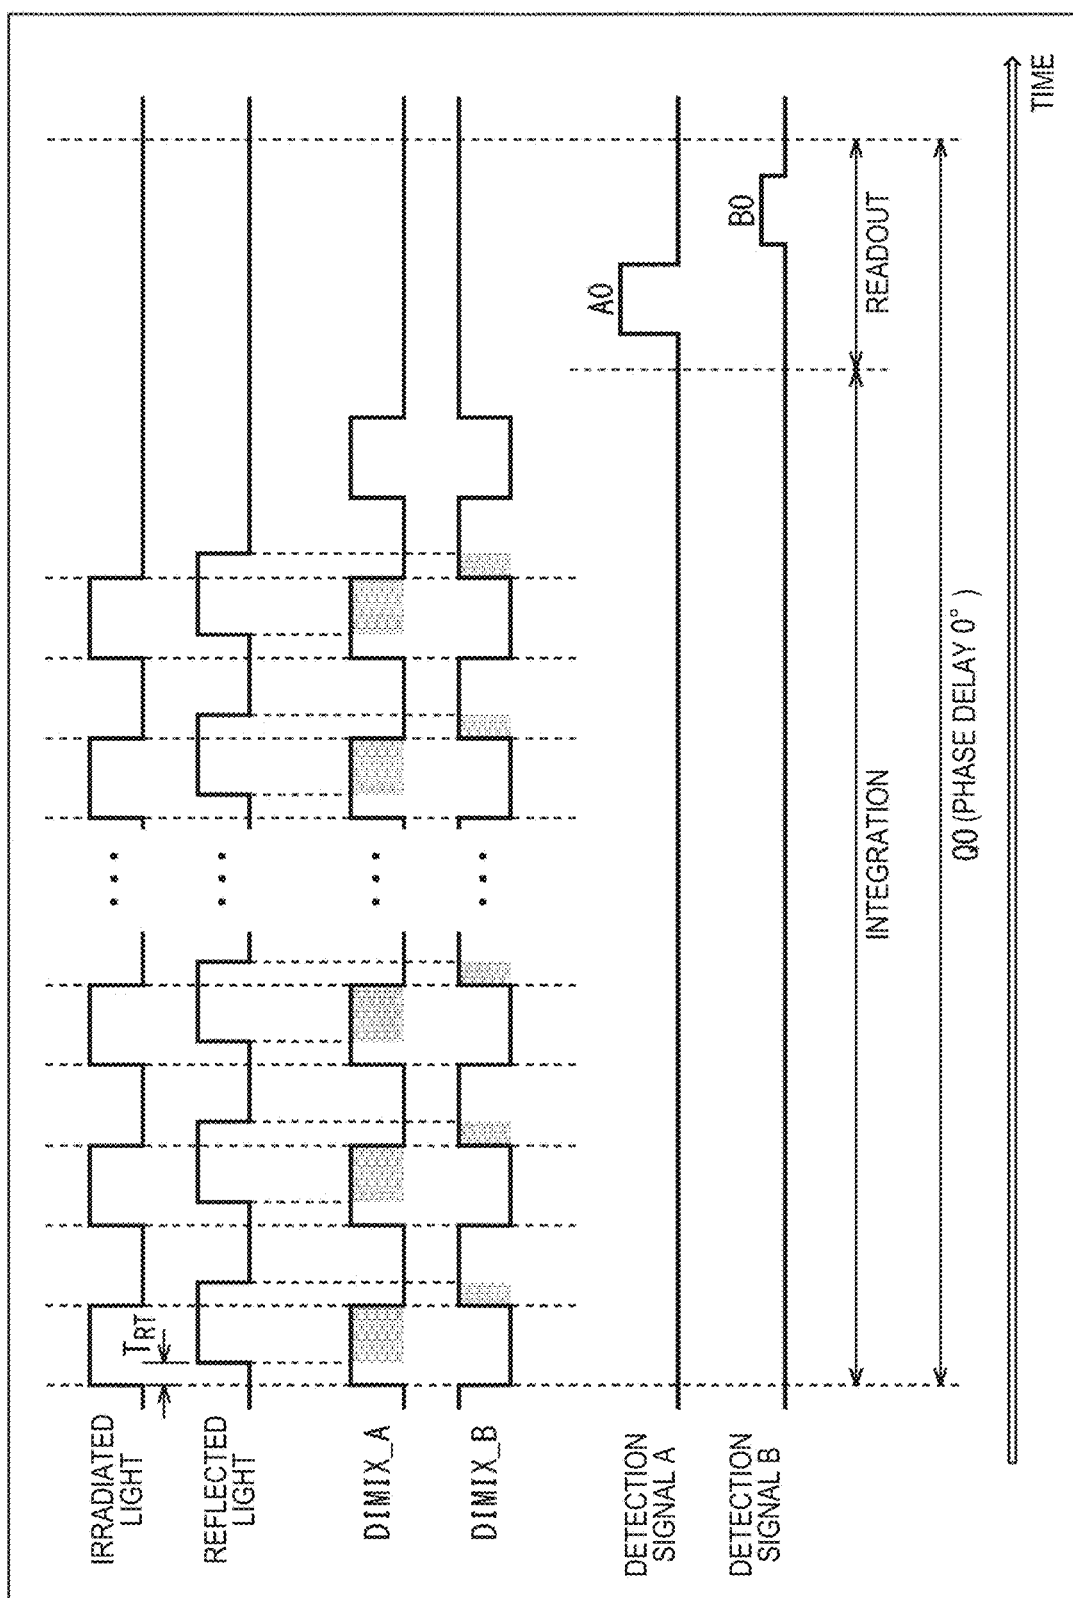 IRRADIATED
LIGHT
T_RT
REFLECTED
LIGHT
DIMIX_A
DIMIX_B
DETECTION
SIGNAL A
A0
DETECTION
SIGNAL B
B0
INTEGRATION
READOUT
Q0 (PHASE DELAY 0°)
TIME